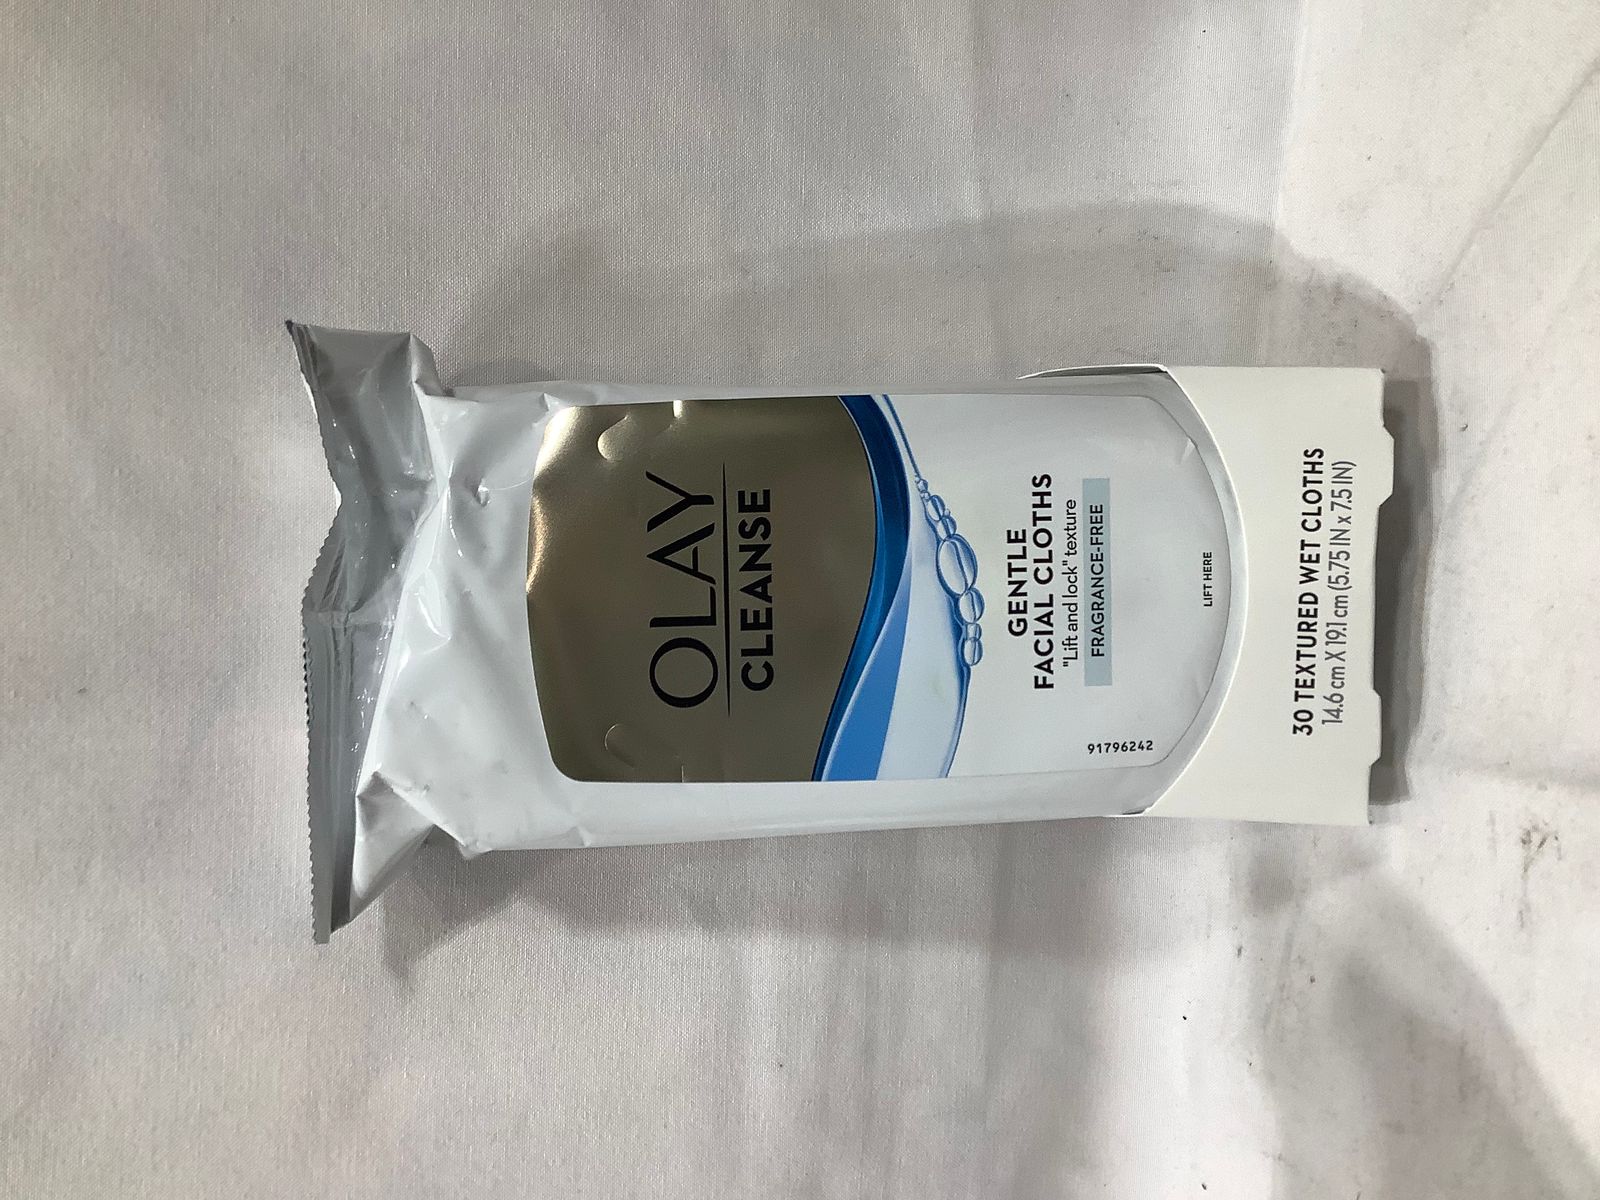 OLAY
CLEANSE
GENTLE
FACIAL CLOTHS
"Lift and lock" texture
FRAGRANCE-FREE
91796242
LIFT HERE
30 TEXTURED WET CLOTHS
14.6 cm X 19.1 cm (5.75 IN x 7.5 IN)